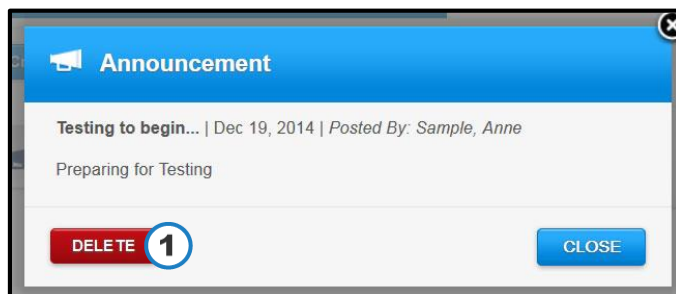 Announcement
Testing to begin... | Dec 19, 2014 | Posted By: Sample, Anne
Preparing for Testing
DELETE 1 CLOSE